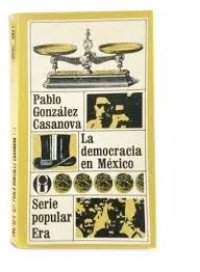 Pablo
González
Casanova
La
democracia
en México
Serie
popular
Era